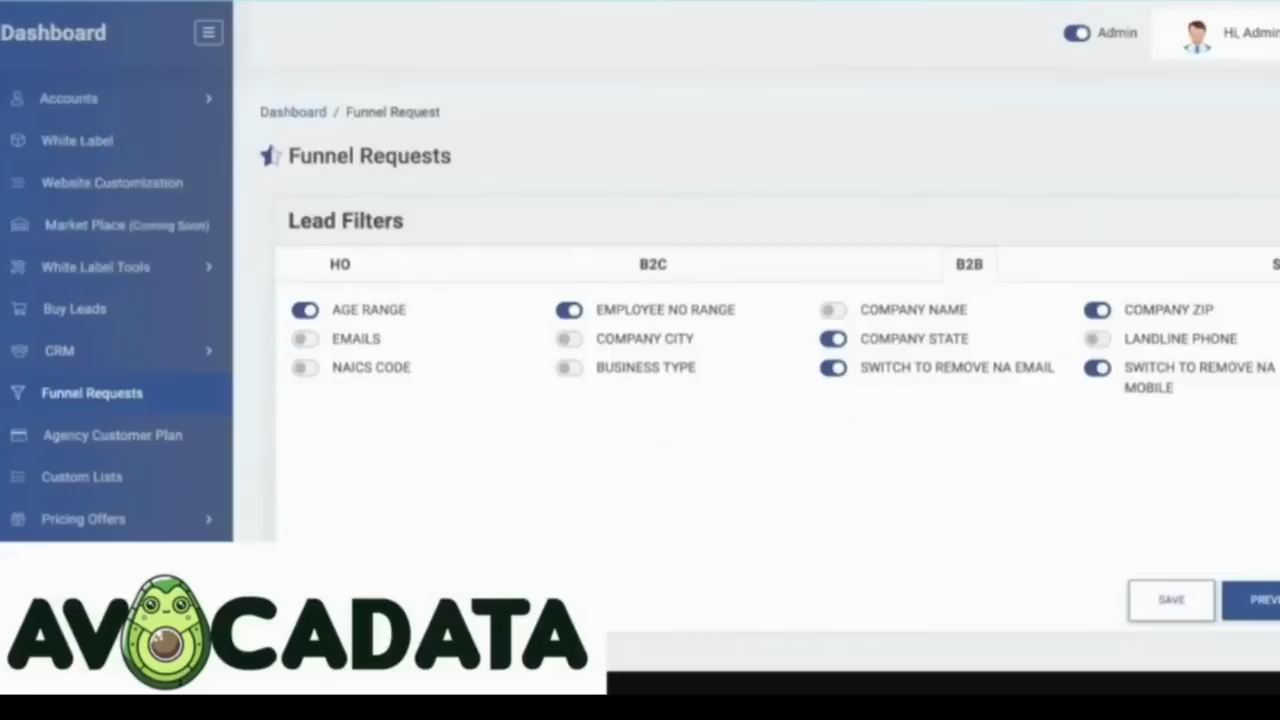 Dashboard
Admin
Hi, Admin
Accounts
White Label
Website Customization
Market Place (Coming Soon)
White Label Tools
Buy Leads
CRM
Funnel Requests
Agency Customer Plan
Custom Lists
Pricing Offers
Dashboard / Funnel Request
Funnel Requests
Lead Filters
HO B2C B2B S
AGE RANGE EMPLOYEE NO RANGE COMPANY NAME COMPANY ZIP
EMAILS COMPANY CITY COMPANY STATE LANDLINE PHONE
NAICS CODE BUSINESS TYPE SWITCH TO REMOVE NA EMAIL SWITCH TO REMOVE NA
MOBILE
SAVE PREV
AVOCADATA